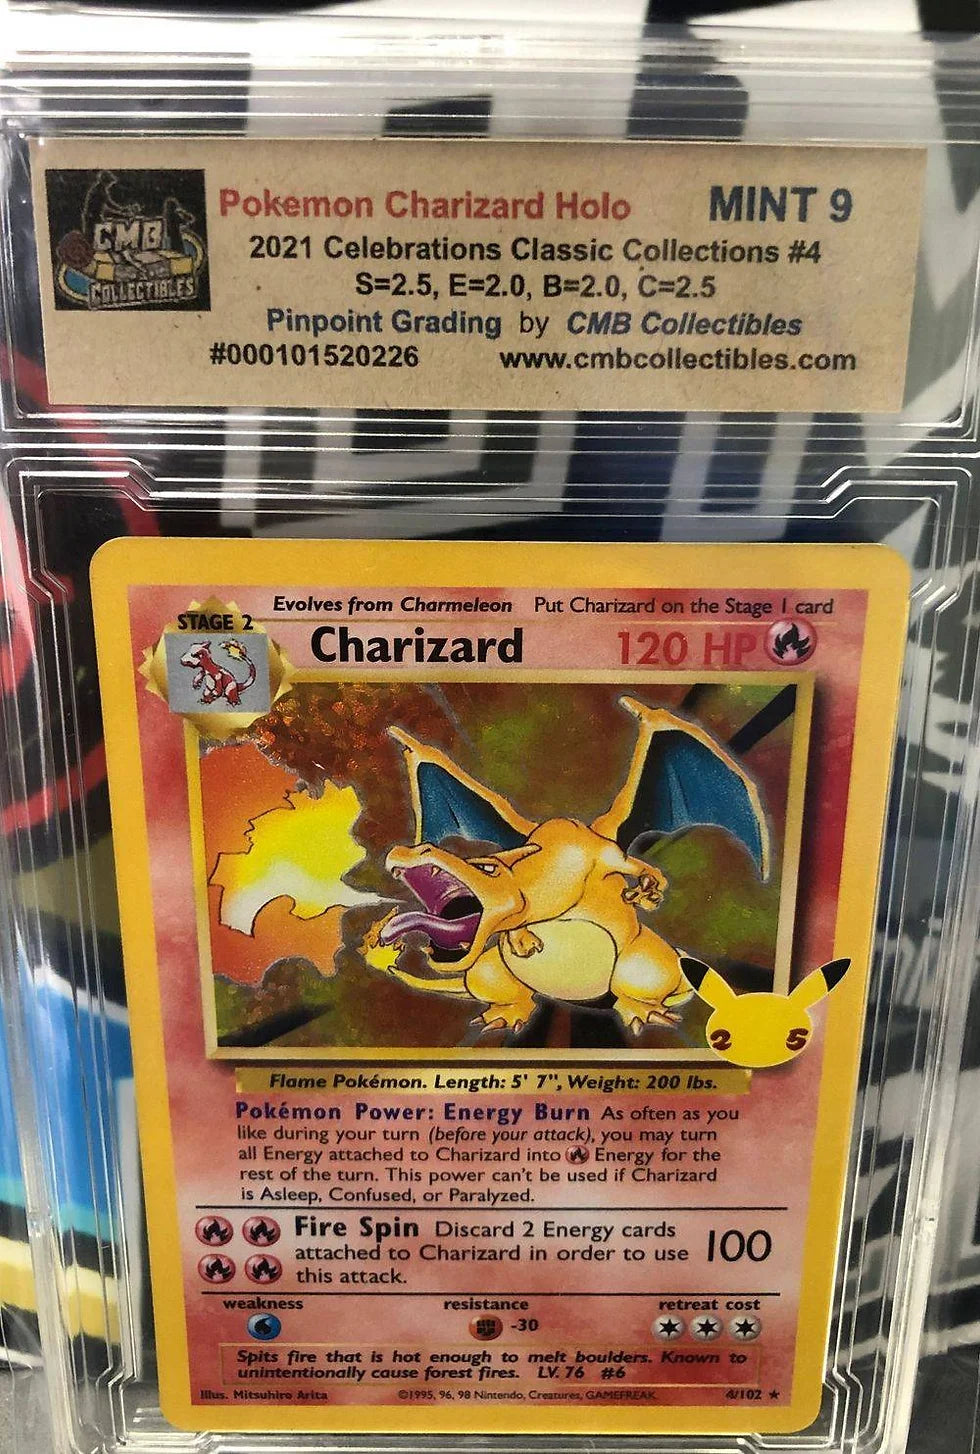 CMB
COLLECTIBLES
Pokemon Charizard Holo MINT 9
2021 Celebrations Classic Collections #4
S=2.5, E=2.0, B=2.0, C=2.5
Pinpoint Grading by CMB Collectibles
#000101520226 www.cmbcollectibles.com
Evolves from Charmeleon Put Charizard on the Stage 1 card
STAGE 2
Charizard 120 HP
2 5
Flame Pokémon. Length: 5' 7", Weight: 200 lbs.
Pokémon Power: Energy Burn As often as you
like during your turn (before your attack), you may turn
all Energy attached to Charizard into Energy for the
rest of the turn. This power can't be used if Charizard
is Asleep, Confused, or Paralyzed.
Fire Spin Discard 2 Energy cards
attached to Charizard in order to use
this attack.
100
weakness resistance retreat cost
-30
Spits fire that is hot enough to melt boulders. Known to
unintentionally cause forest fires. LV. 76 #6
Illus. Mitsuhiro Arita ©1995, 96, 98 Nintendo, Creatures, GAMEFREAK. 4/102 ★